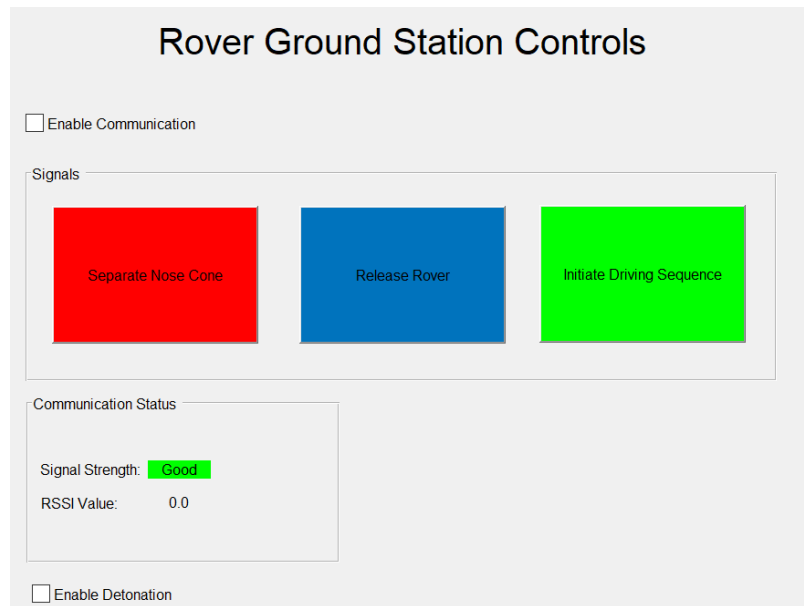 Rover Ground Station Controls
Enable Communication
Signals
Separate Nose Cone
Release Rover
Initiate Driving Sequence
Communication Status
Signal Strength: Good
RSSI Value: 0.0
Enable Detonation